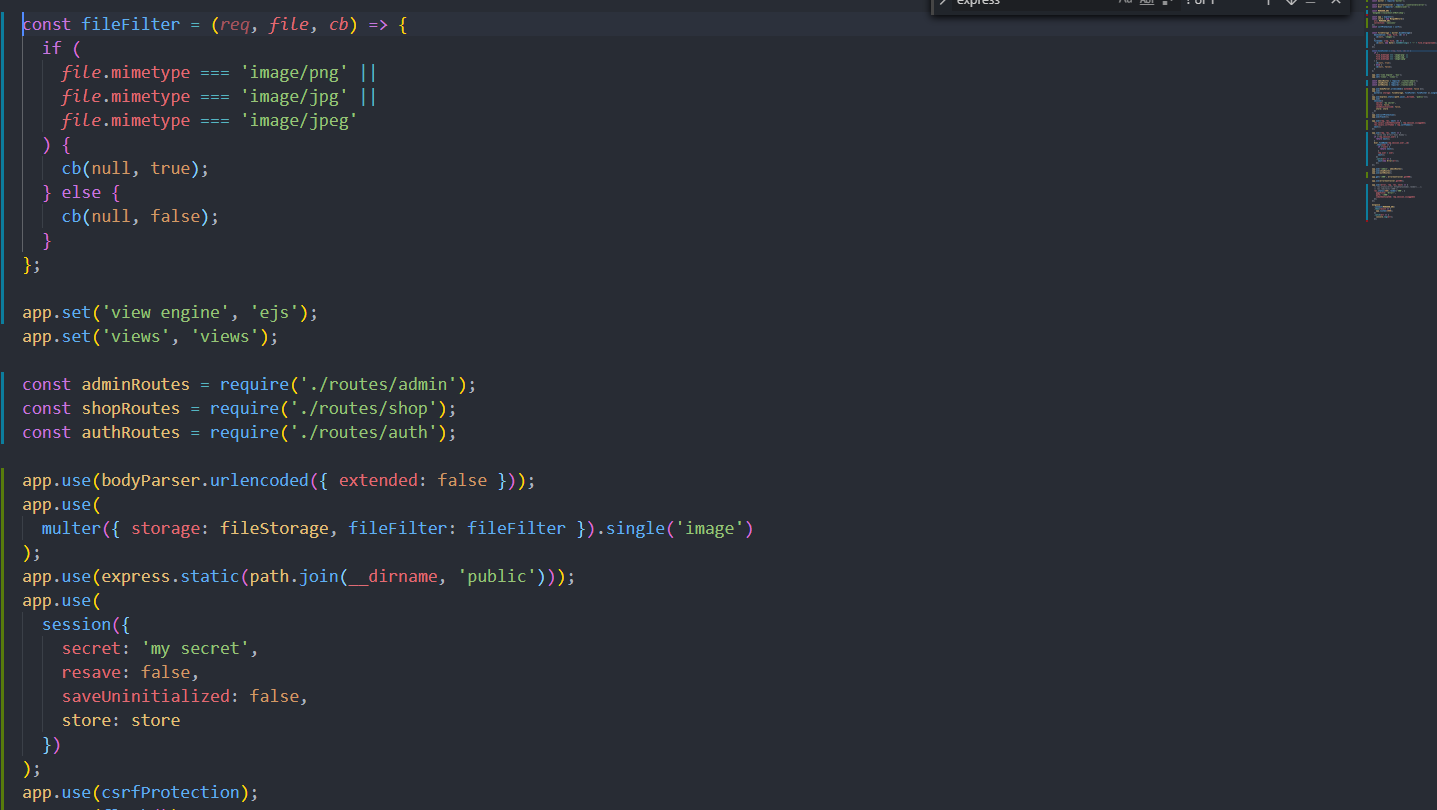 express
const fileFilter = (req, file, cb) => {
  if (
    file.mimetype === 'image/png' ||
    file.mimetype === 'image/jpg' ||
    file.mimetype === 'image/jpeg'
  ) {
    cb(null, true);
  } else {
    cb(null, false);
  }
};

app.set('view engine', 'ejs');
app.set('views', 'views');

const adminRoutes = require('./routes/admin');
const shopRoutes = require('./routes/shop');
const authRoutes = require('./routes/auth');

app.use(bodyParser.urlencoded({ extended: false }));
app.use(
  multer({ storage: fileStorage, fileFilter: fileFilter }).single('image')
);
app.use(express.static(path.join(__dirname, 'public')));
app.use(
  session({
    secret: 'my secret',
    resave: false,
    saveUninitialized: false,
    store: store
  })
);
app.use(csrfProtection);